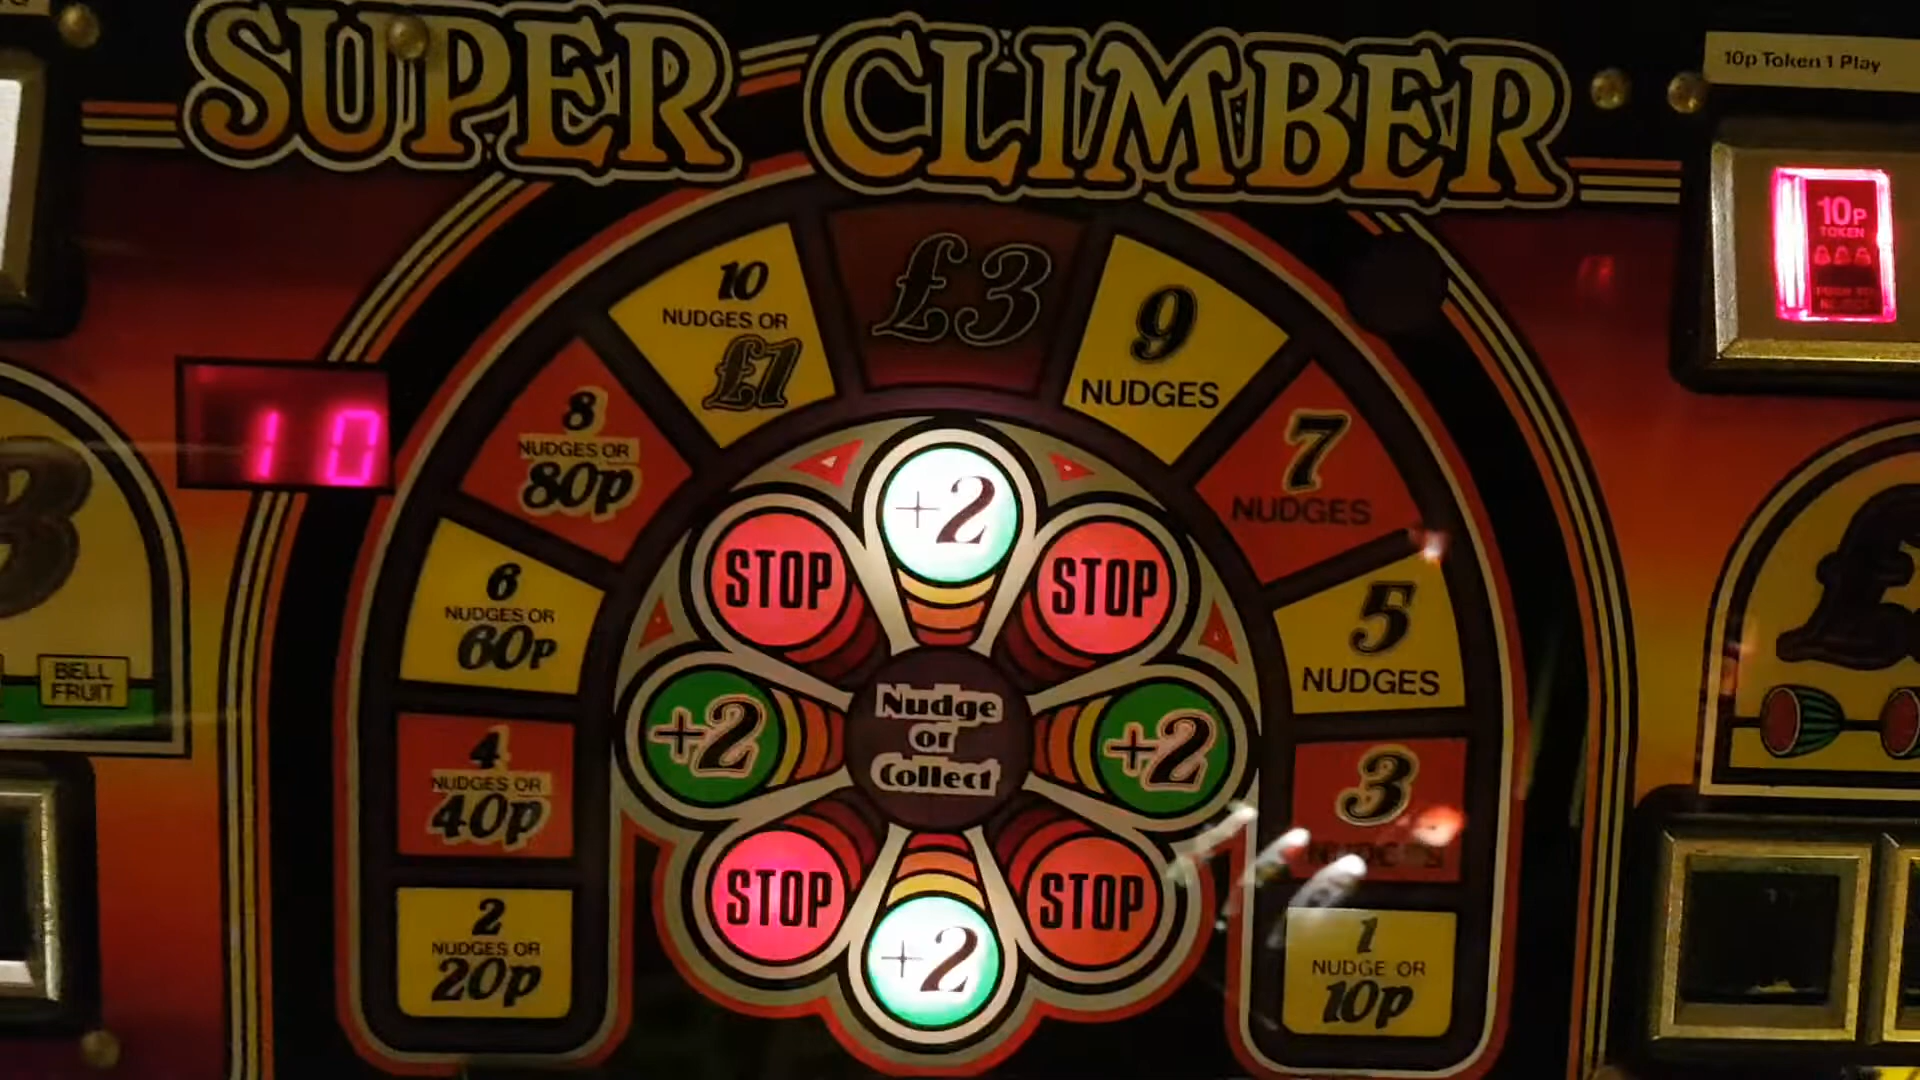 SUPER CLIMBER
10p Token 1 Play
10P
TOKEN
10
10
NUDGES OR
£1
£3
9
NUDGES
8
NUDGES OR
80p
7
NUDGES
6
NUDGES OR
60p
5
NUDGES
4
NUDGES OR
40p
3
2
NUDGES OR
20p
1
NUDGE OR
10p
+2
STOP
STOP
+2
+2
STOP
STOP
+2
Nudge
or
Collect
BELL
FRUIT
£